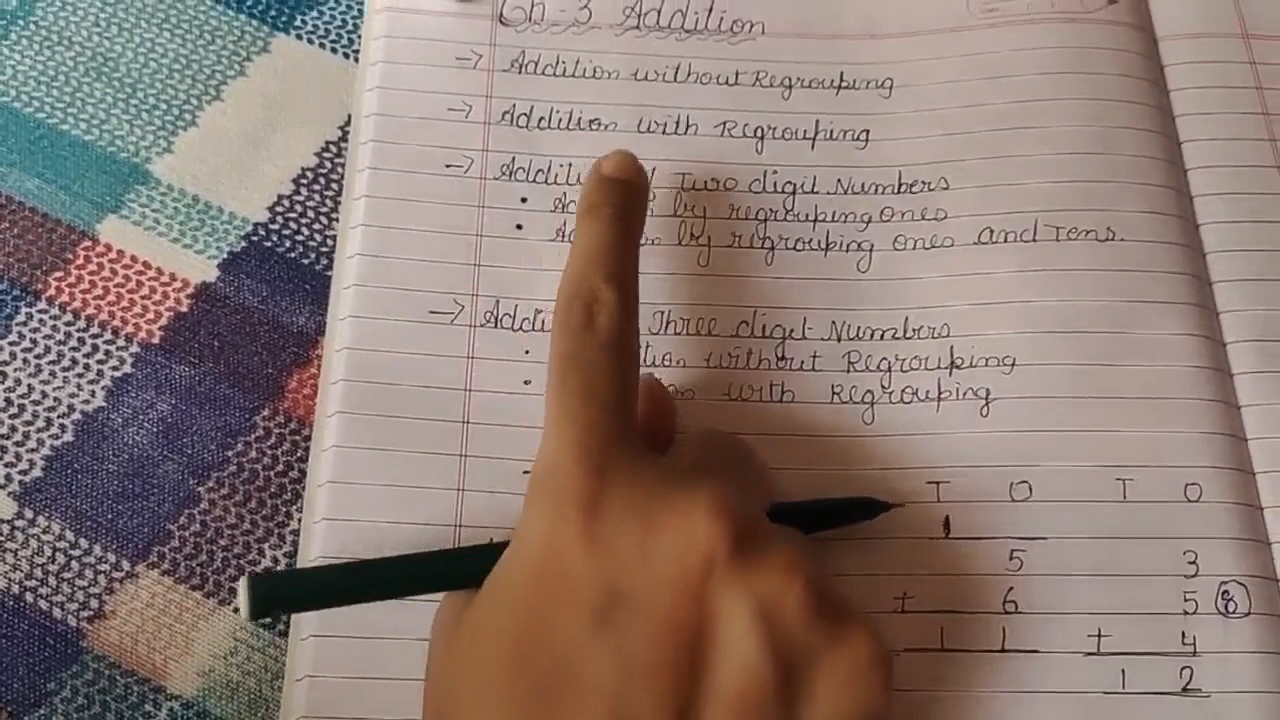 Ch-3 Addition
→ Addition without Regrouping
→ Addition with Regrouping
→ Two digit Numbers
• by regrouping ones
• by regrouping ones and Tens.
→ Three digit Numbers
• without Regrouping
• with Regrouping
T O T O
1
5 3
+ 6 5 8
1 1 + 4
1 2